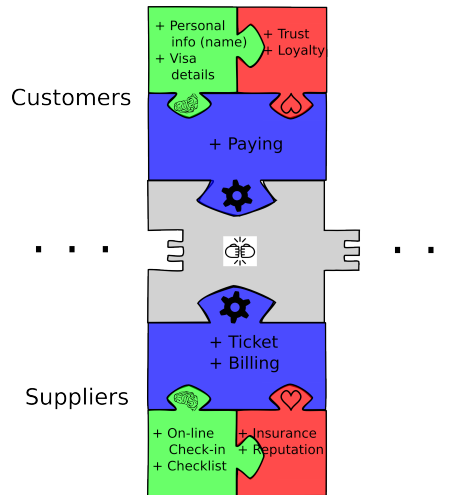 + Personal
info (name)
+ Visa
details
+ Trust
+ Loyalty
Customers
+ Paying
. . .
. .
+ Ticket
+ Billing
Suppliers
+ On-line
Check-in
+ Checklist
+ Insurance
+ Reputation